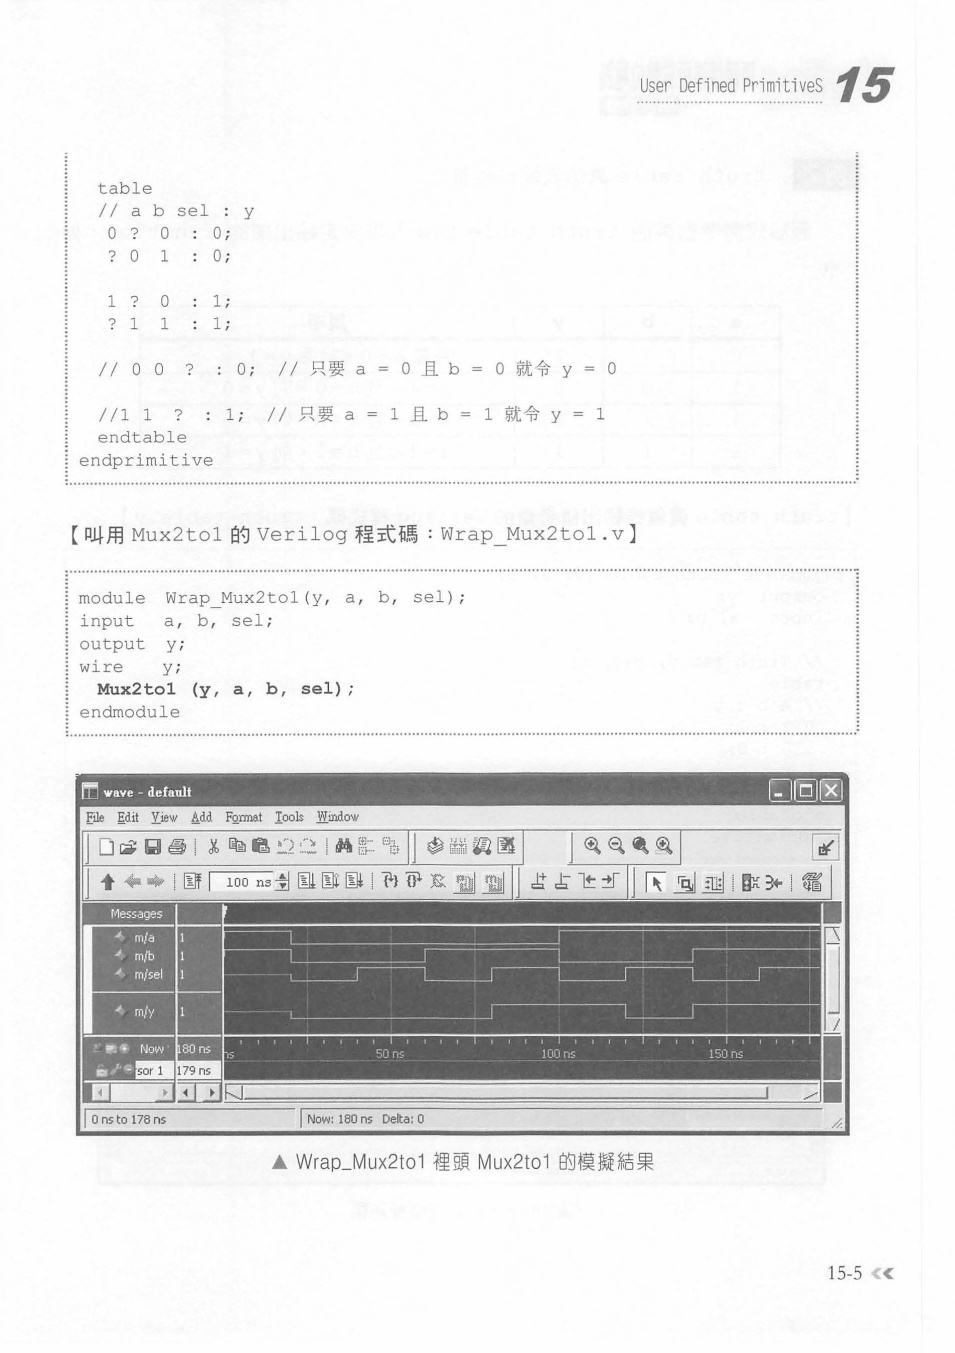 User Defined PrimitiveS 15
table
// a b sel : y
0 ? 0 : 0;
? 0 1 : 0;
1 ? 0 : 1;
? 1 1 : 1;
// 0 0 ? : 0; // 只要 a = 0 且 b = 0 就令 y = 0
//1 1 ? : 1; // 只要 a = 1 且 b = 1 就令 y = 1
endtable
endprimitive
【叫用 Mux2to1 的 Verilog 程式碼：Wrap_Mux2to1.v】
module Wrap_Mux2to1(y, a, b, sel);
input a, b, sel;
output y;
wire y;
Mux2to1 (y, a, b, sel);
endmodule
wave - default
File Edit View Add Format Tools Window
100 ns
Messages
m/a 1
m/b 1
m/sel 1
m/y 1
Now 180 ns ns 50 ns 100 ns 150 ns
sor 1 179 ns
0 ns to 178 ns Now: 180 ns Delta: 0
▲ Wrap_Mux2to1 裡頭 Mux2to1 的模擬結果
15-5